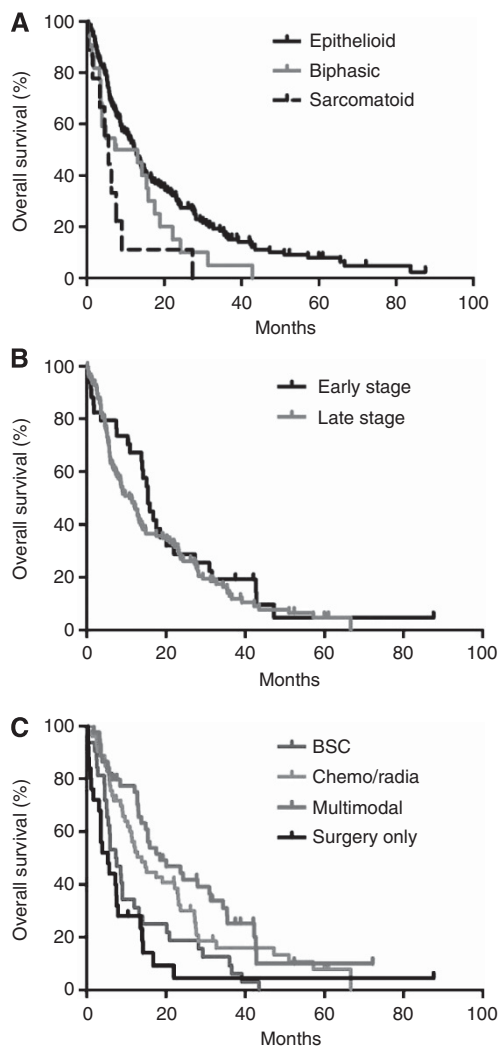 A
Overall survival (%)
100
80
60
40
20
0
Epithelioid
Biphasic
Sarcomatoid
0 20 40 60 80 100
Months
B
Overall survival (%)
100
80
60
40
20
0
Early stage
Late stage
0 20 40 60 80 100
Months
C
Overall survival (%)
100
80
60
40
20
0
BSC
Chemo/radia
Multimodal
Surgery only
0 20 40 60 80 100
Months